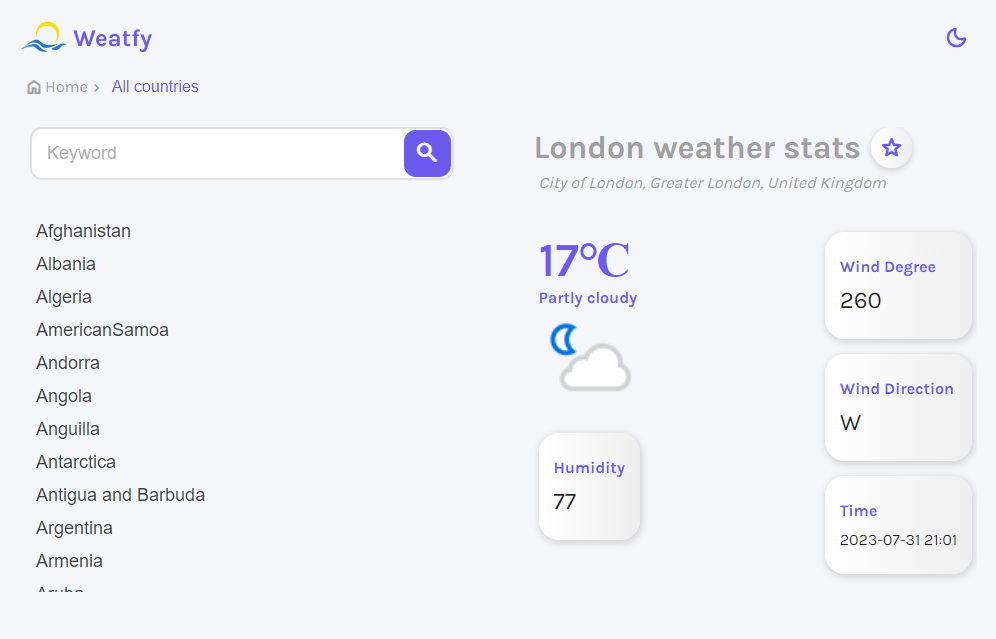 Weatfy
Home › All countries
Keyword
Afghanistan
Albania
Algeria
AmericanSamoa
Andorra
Angola
Anguilla
Antarctica
Antigua and Barbuda
Argentina
Armenia
Aruba
London weather stats
City of London, Greater London, United Kingdom
17°C
Partly cloudy
Humidity
77
Wind Degree
260
Wind Direction
W
Time
2023-07-31 21:01